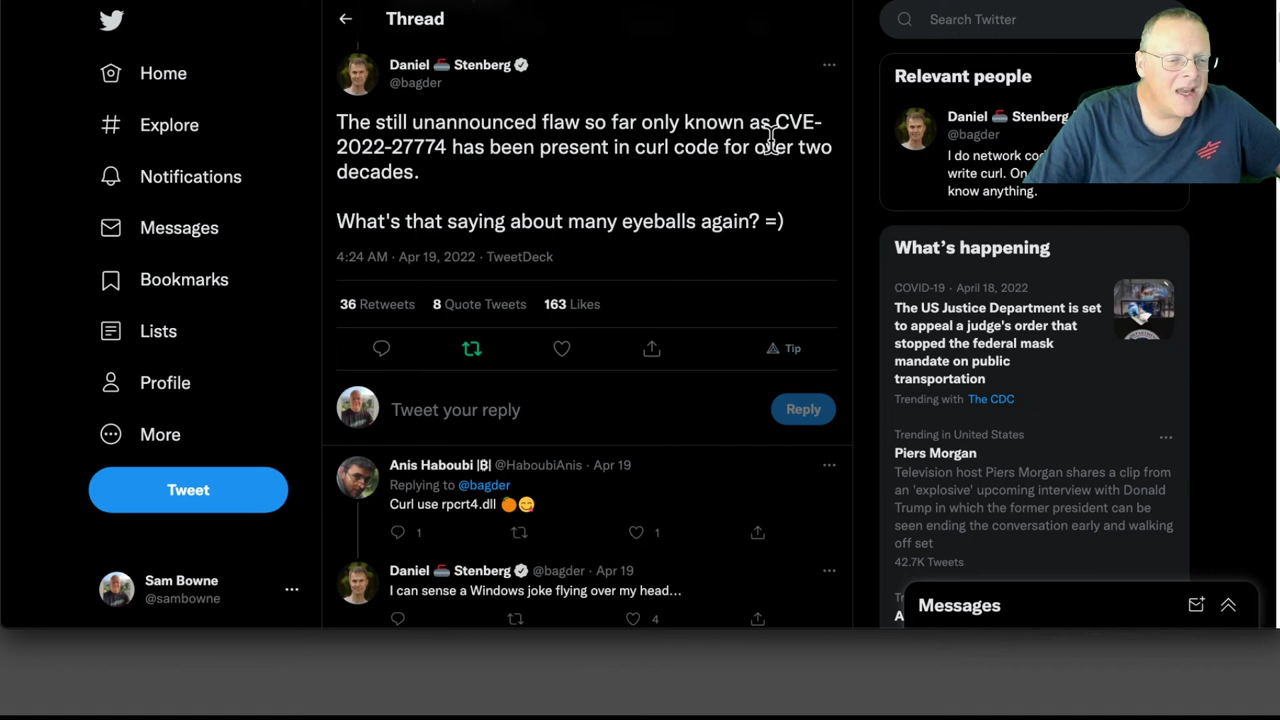 Home
Explore
Notifications
Messages
Bookmarks
Lists
Profile
More
Tweet
Sam Bowne
@sambowne
Thread
Daniel Stenberg
@bagder
The still unannounced flaw so far only known as CVE-
2022-27774 has been present in curl code for over two
decades.
What's that saying about many eyeballs again? =)
4:24 AM · Apr 19, 2022 · TweetDeck
36 Retweets 8 Quote Tweets 163 Likes
Tip
Tweet your reply
Reply
Anis Haboubi |₿| @HaboubiAnis · Apr 19
Replying to @bagder
Curl use rpcrt4.dll 🍊😋
1 1
Daniel Stenberg @bagder · Apr 19
I can sense a Windows joke flying over my head...
4
Search Twitter
Relevant people
Daniel Stenberg
@bagder
I do network
write curl.
know anything.
What's happening
COVID-19 · April 18, 2022
The US Justice Department is set
to appeal a judge's order that
stopped the federal mask
mandate on public
transportation
Trending with The CDC
Trending in United States
Piers Morgan
Television host Piers Morgan shares a clip from
an 'explosive' upcoming interview with Donald
Trump in which the former president can be
seen ending the conversation early and walking
off set
42.7K Tweets
Messages